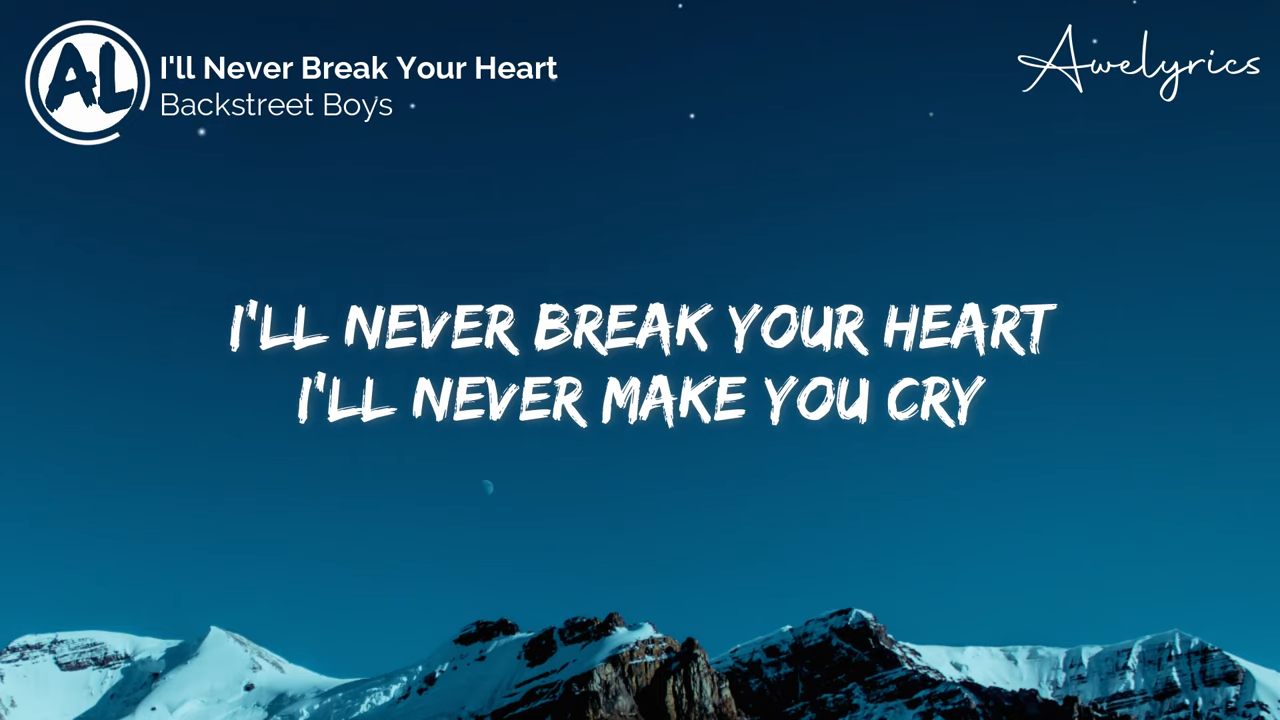 AL
I'll Never Break Your Heart
Backstreet Boys
Awelyrics
I'LL NEVER BREAK YOUR HEART
I'LL NEVER MAKE YOU CRY